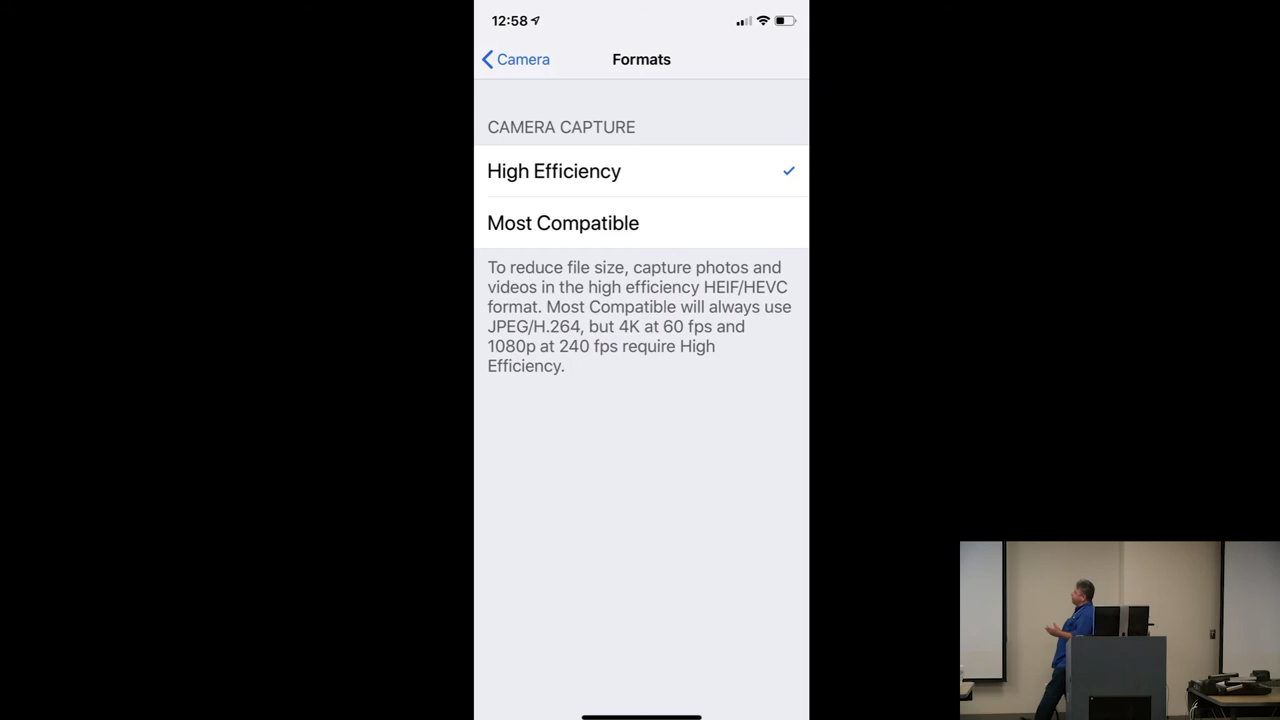 12:58
Camera
Formats
CAMERA CAPTURE
High Efficiency
Most Compatible
To reduce file size, capture photos and
videos in the high efficiency HEIF/HEVC
format. Most Compatible will always use
JPEG/H.264, but 4K at 60 fps and
1080p at 240 fps require High
Efficiency.